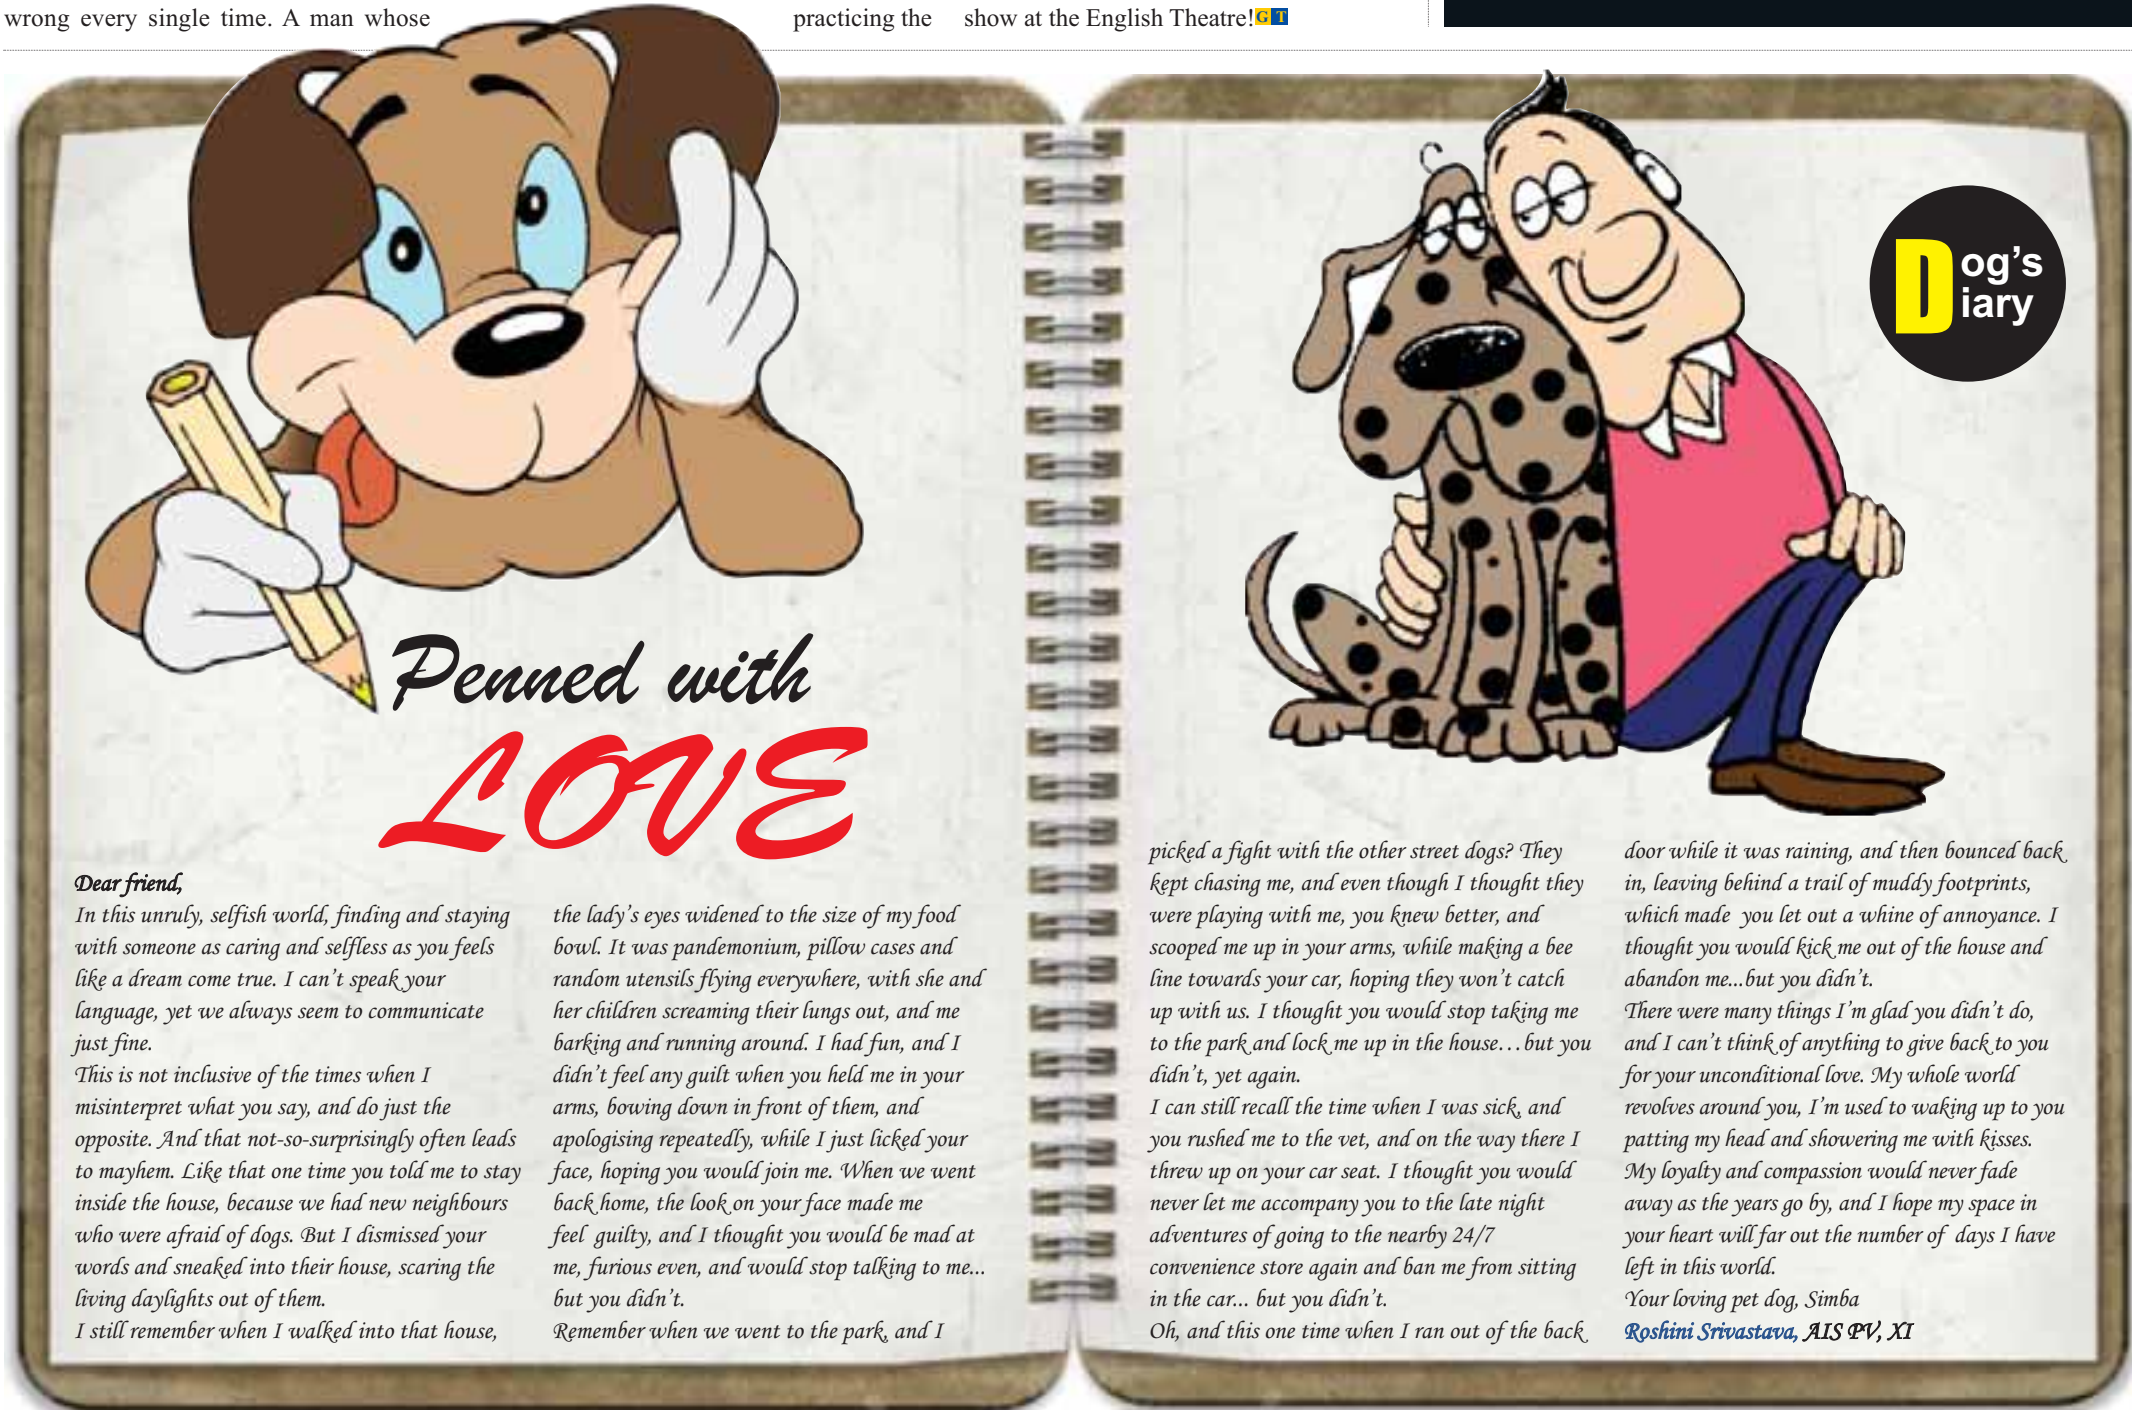 wrong every single time. A man whose
practicing the
show at the English Theatre!GT
Dog's
Diary
Penned with
LOVE
Dear friend,
In this unruly, selfish world, finding and staying
with someone as caring and selfless as you feels
like a dream come true. I can't speak your
language, yet we always seem to communicate
just fine.
This is not inclusive of the times when I
misinterpret what you say, and do just the
opposite. And that not-so-surprisingly often leads
to mayhem. Like that one time you told me to stay
inside the house, because we had new neighbours
who were afraid of dogs. But I dismissed your
words and sneaked into their house, scaring the
living daylights out of them.
I still remember when I walked into that house,
the lady's eyes widened to the size of my food
bowl. It was pandemonium, pillow cases and
random utensils flying everywhere, with she and
her children screaming their lungs out, and me
barking and running around. I had fun, and I
didn't feel any guilt when you held me in your
arms, bowing down in front of them, and
apologising repeatedly, while I just licked your
face, hoping you would join me. When we went
back home, the look on your face made me
feel guilty, and I thought you would be mad at
me, furious even, and would stop talking to me...
but you didn't.
Remember when we went to the park, and I
picked a fight with the other street dogs? They
kept chasing me, and even though I thought they
were playing with me, you knew better, and
scooped me up in your arms, while making a bee
line towards your car, hoping they won't catch
up with us. I thought you would stop taking me
to the park and lock me up in the house...but you
didn't, yet again.
I can still recall the time when I was sick, and
you rushed me to the vet, and on the way there I
threw up on your car seat. I thought you would
never let me accompany you to the late night
adventures of going to the nearby 24/7
convenience store again and ban me from sitting
in the car... but you didn't.
Oh, and this one time when I ran out of the back
door while it was raining, and then bounced back
in, leaving behind a trail of muddy footprints,
which made you let out a whine of annoyance. I
thought you would kick me out of the house and
abandon me...but you didn't.
There were many things I'm glad you didn't do,
and I can't think of anything to give back to you
for your unconditional love. My whole world
revolves around you, I'm used to waking up to you
patting my head and showering me with kisses.
My loyalty and compassion would never fade
away as the years go by, and I hope my space in
your heart will far out the number of days I have
left in this world.
Your loving pet dog, Simba
Roshini Srivastava, AIS PV, XI